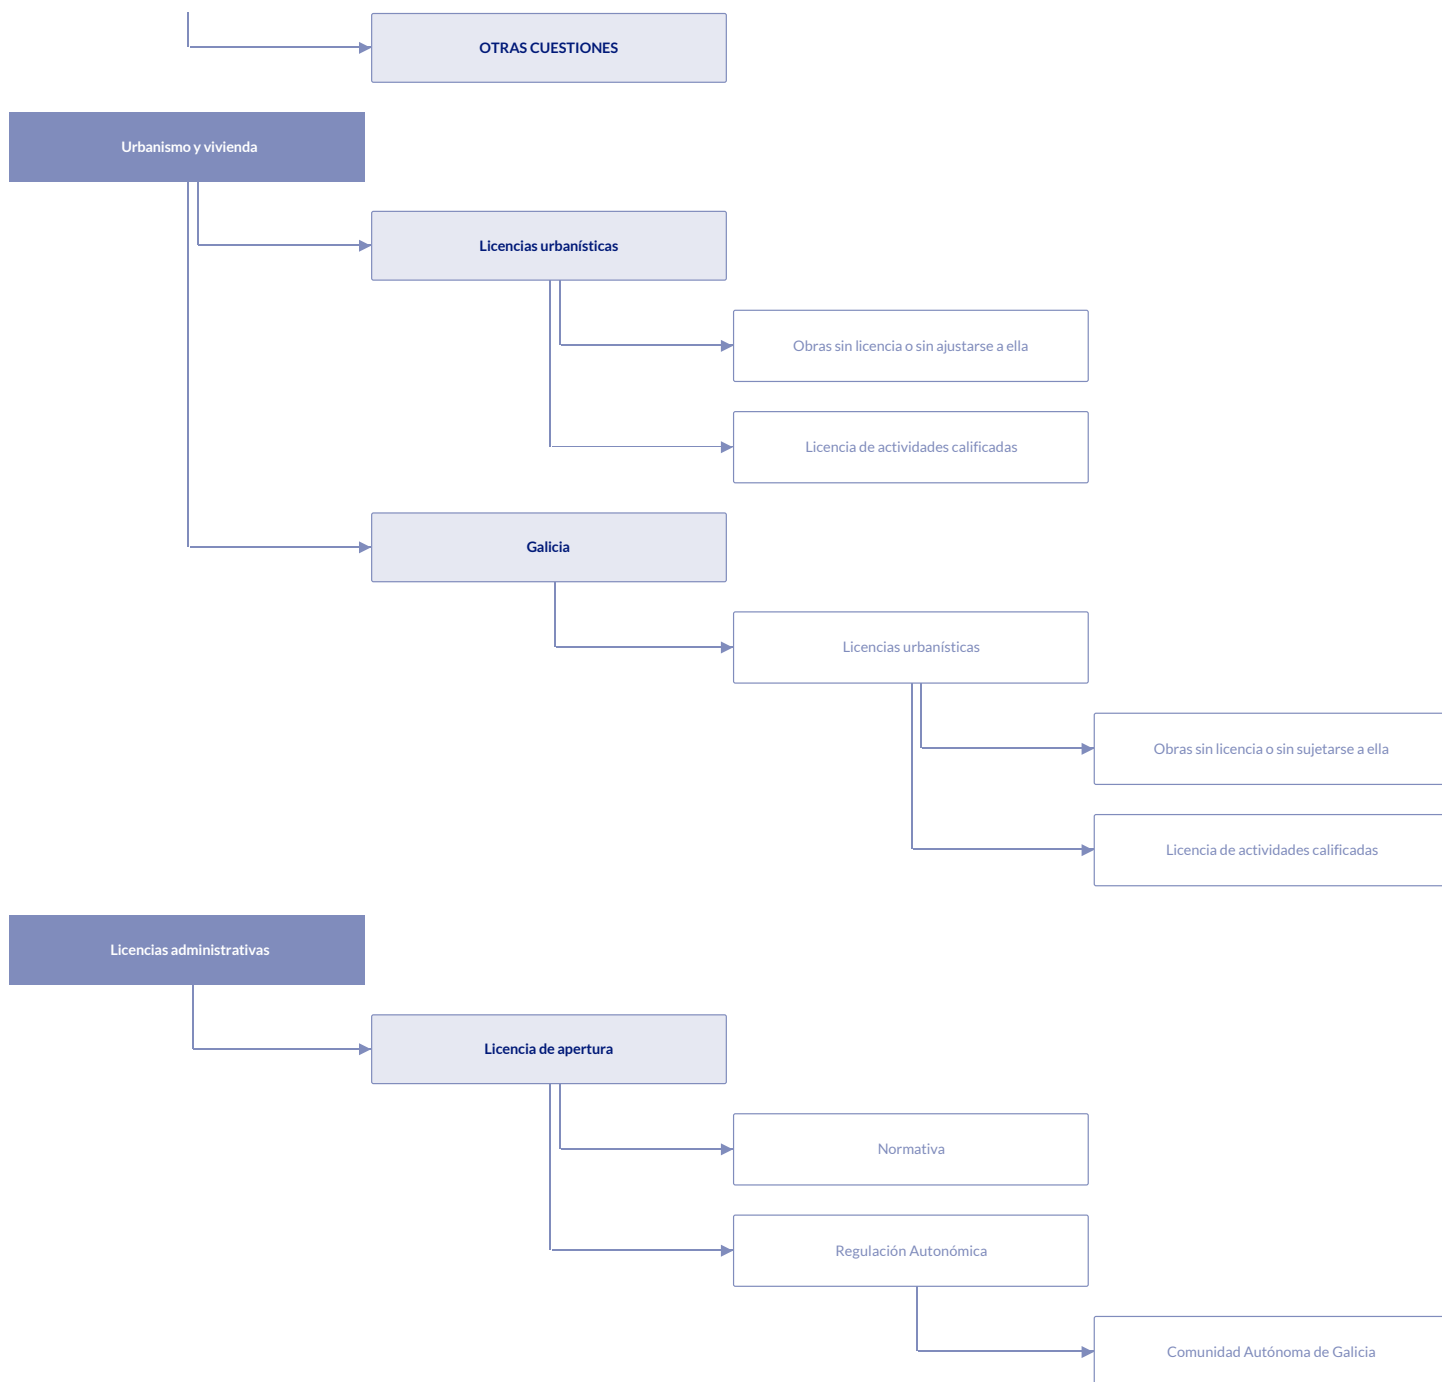 OTRAS CUESTIONES
Urbanismo y vivienda
Licencias urbanísticas
Obras sin licencia o sin ajustarse a ella
Licencia de actividades calificadas
Galicia
Licencias urbanísticas
Obras sin licencia o sin sujetarse a ella
Licencia de actividades calificadas
Licencias administrativas
Licencia de apertura
Normativa
Regulación Autonómica
Comunidad Autónoma de Galicia